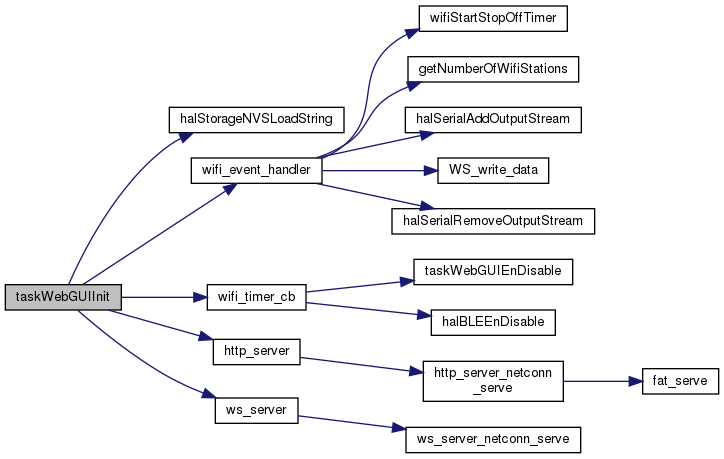 wifiStartStopOffTimer
getNumberOfWifiStations
halStorageNVSLoadString
halSerialAddOutputStream
wifi_event_handler
WS_write_data
halSerialRemoveOutputStream
taskWebGUIEnDisable
taskWebGUIInit
wifi_timer_cb
halBLEEnDisable
http_server
http_server_netconn
_serve
fat_serve
ws_server
ws_server_netconn_serve